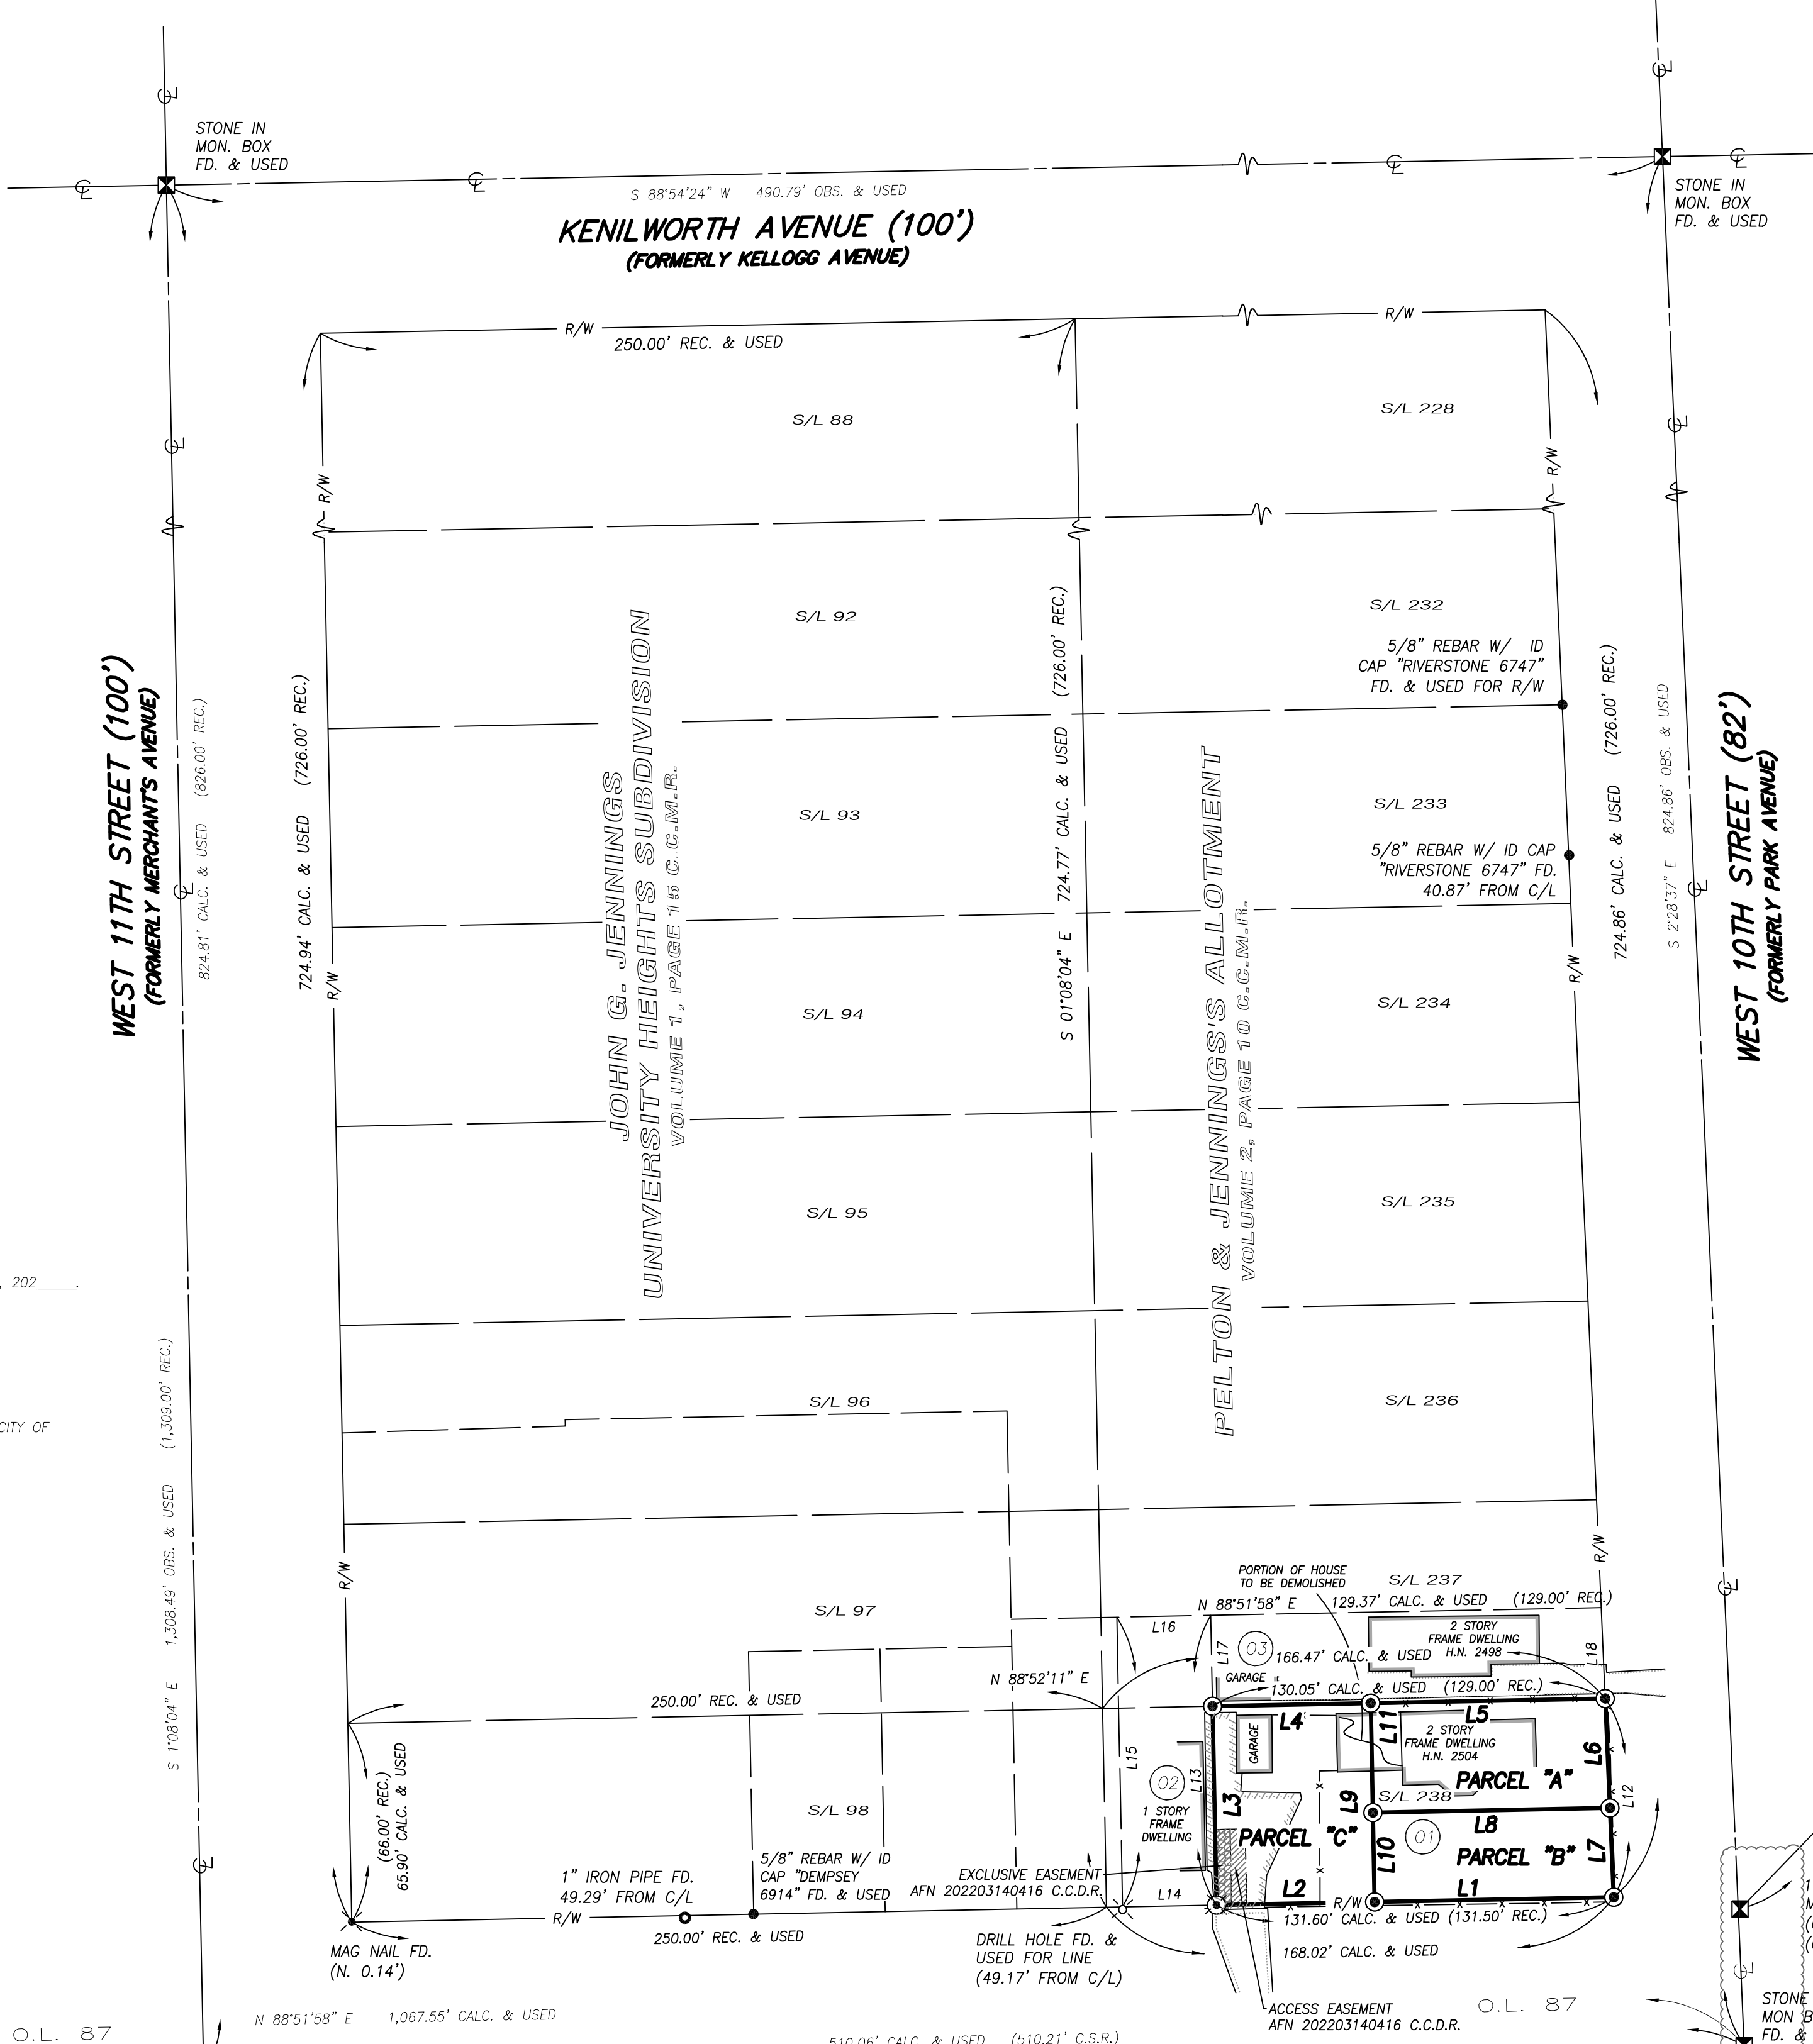 STONE IN
MON. BOX
FD. & USED
STONE IN
MON. BOX
FD. & USED
S 88°54'24" W 490.79' OBS. & USED
KENILWORTH AVENUE (100')
(FORMERLY KELLOGG AVENUE)
R/W
R/W
250.00' REC. & USED
S/L 88
S/L 228
R/W
R/W
S/L 92
S/L 232
5/8" REBAR W/ ID
CAP "RIVERSTONE 6747"
FD. & USED FOR R/W
WEST 11TH STREET (100')
(FORMERLY MERCHANT'S AVENUE)
824.81' CALC. & USED (826.00' REC.)
724.94' CALC. & USED (726.00' REC.)
R/W
JOHN G. JENNINGS
UNIVERSITY HEIGHTS SUBDIVISION
VOLUME 1, PAGE 15 C.C.M.R.
S 01°08'04" E 724.77' CALC. & USED (726.00' REC.)
PELTON & JENNINGS'S ALLOTMENT
VOLUME 2, PAGE 10 C.C.M.R.
724.86' CALC. & USED (726.00' REC.)
R/W
S 2°28'37" E 824.86' OBS. & USED
WEST 10TH STREET (82')
(FORMERLY PARK AVENUE)
S/L 93
S/L 233
5/8" REBAR W/ ID CAP
"RIVERSTONE 6747" FD.
40.87' FROM C/L
S/L 94
S/L 234
S/L 95
S/L 235
, 202____.
CITY OF
S 1°08'04" E 1,308.49' OBS. & USED (1,309.00' REC.)
S/L 96
S/L 236
R/W
R/W
PORTION OF HOUSE
TO BE DEMOLISHED
S/L 237
N 88°51'58" E 129.37' CALC. & USED (129.00' REC.)
S/L 97
L16
L17
03
2 STORY
FRAME DWELLING
H.N. 2498
L18
166.47' CALC. & USED
N 88°52'11" E
GARAGE
130.05' CALC. & USED (129.00' REC.)
250.00' REC. & USED
L4
L11
L5
GARAGE
2 STORY
FRAME DWELLING
H.N. 2504
L6
L15
L13
02
L3
L9
PARCEL "A"
L12
S/L 238
(66.00' REC.)
65.90' CALC. & USED
S/L 98
1 STORY
FRAME
DWELLING
PARCEL "C"
L8
01
L10
PARCEL "B"
L7
1" IRON PIPE FD.
49.29' FROM C/L
5/8" REBAR W/ ID
CAP "DEMPSEY
6914" FD. & USED
EXCLUSIVE EASEMENT
AFN 202203140416 C.C.D.R.
L14
L2
L1
R/W
R/W
131.60' CALC. & USED (131.50' REC.)
250.00' REC. & USED
MAG NAIL FD.
(N. 0.14')
DRILL HOLE FD. &
USED FOR LINE
(49.17' FROM C/L)
168.02' CALC. & USED
ACCESS EASEMENT
AFN 202203140416 C.C.D.R.
O.L. 87
STONE
MON B
FD. &
N 88°51'58" E 1,067.55' CALC. & USED
O.L. 87
510.06' CALC. & USED (510.21' C.S.R.)